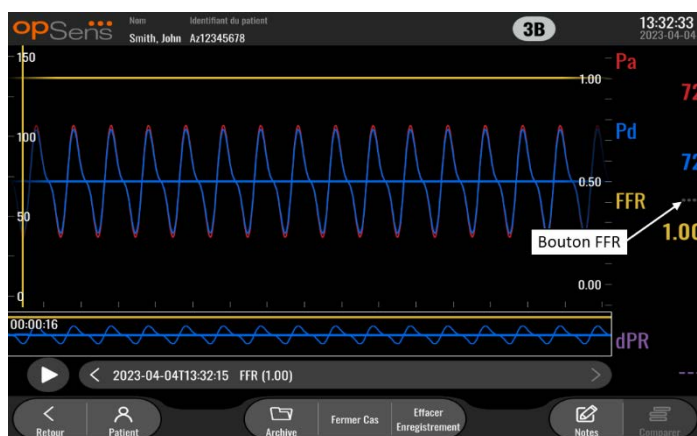 opSens
Nom
Identifiant du patient
Smith, John
Az12345678
3B
13:32:33
2023-04-04
150
100
50
0
1.00
0.50
0.00
Pa
72
Pd
72
FFR
---
1.00
Bouton FFR
00:00:16
dPR
---
2023-04-04T13:32:15 FFR (1.00)
Retour
Patient
Archive
Fermer Cas
Effacer
Enregistrement
Notes
Comparer